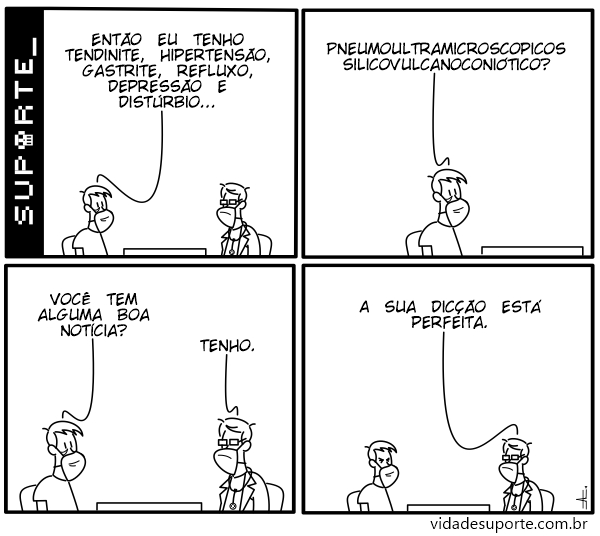 SUPORTE_
ENTÃO EU TENHO
TENDINITE, HIPERTENSÃO,
GASTRITE, REFLUXO,
DEPRESSÃO E
DISTÚRBIO...
PNEUMOULTRAMICROSCOPICOS
SILICOVULCANOCONIÓTICO?
VOCÊ TEM
ALGUMA BOA
NOTÍCIA?
TENHO.
A SUA DICÇÃO ESTÁ
PERFEITA.
vidadesuporte.com.br